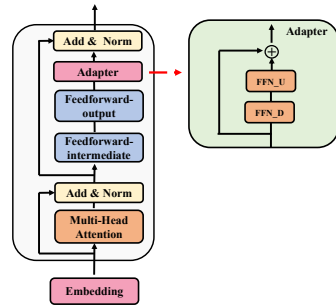 Add & Norm
Adapter
Feedforward-
output
Feedforward-
intermediate
Add & Norm
Multi-Head
Attention
Embedding
Adapter
FFN_U
FFN_D